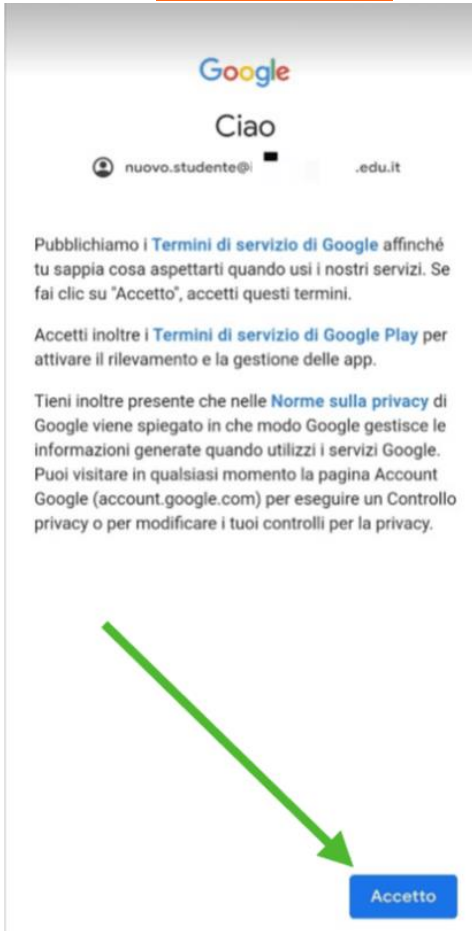 Google
Ciao
nuovo.studente@ .edu.it
Pubblichiamo i Termini di servizio di Google affinché
tu sappia cosa aspettarti quando usi i nostri servizi. Se
fai clic su "Accetto", accetti questi termini.
Accetti inoltre i Termini di servizio di Google Play per
attivare il rilevamento e la gestione delle app.
Tieni inoltre presente che nelle Norme sulla privacy di
Google viene spiegato in che modo Google gestisce le
informazioni generate quando utilizzi i servizi Google.
Puoi visitare in qualsiasi momento la pagina Account
Google (account.google.com) per eseguire un Controllo
privacy o per modificare i tuoi controlli per la privacy.
Accetto